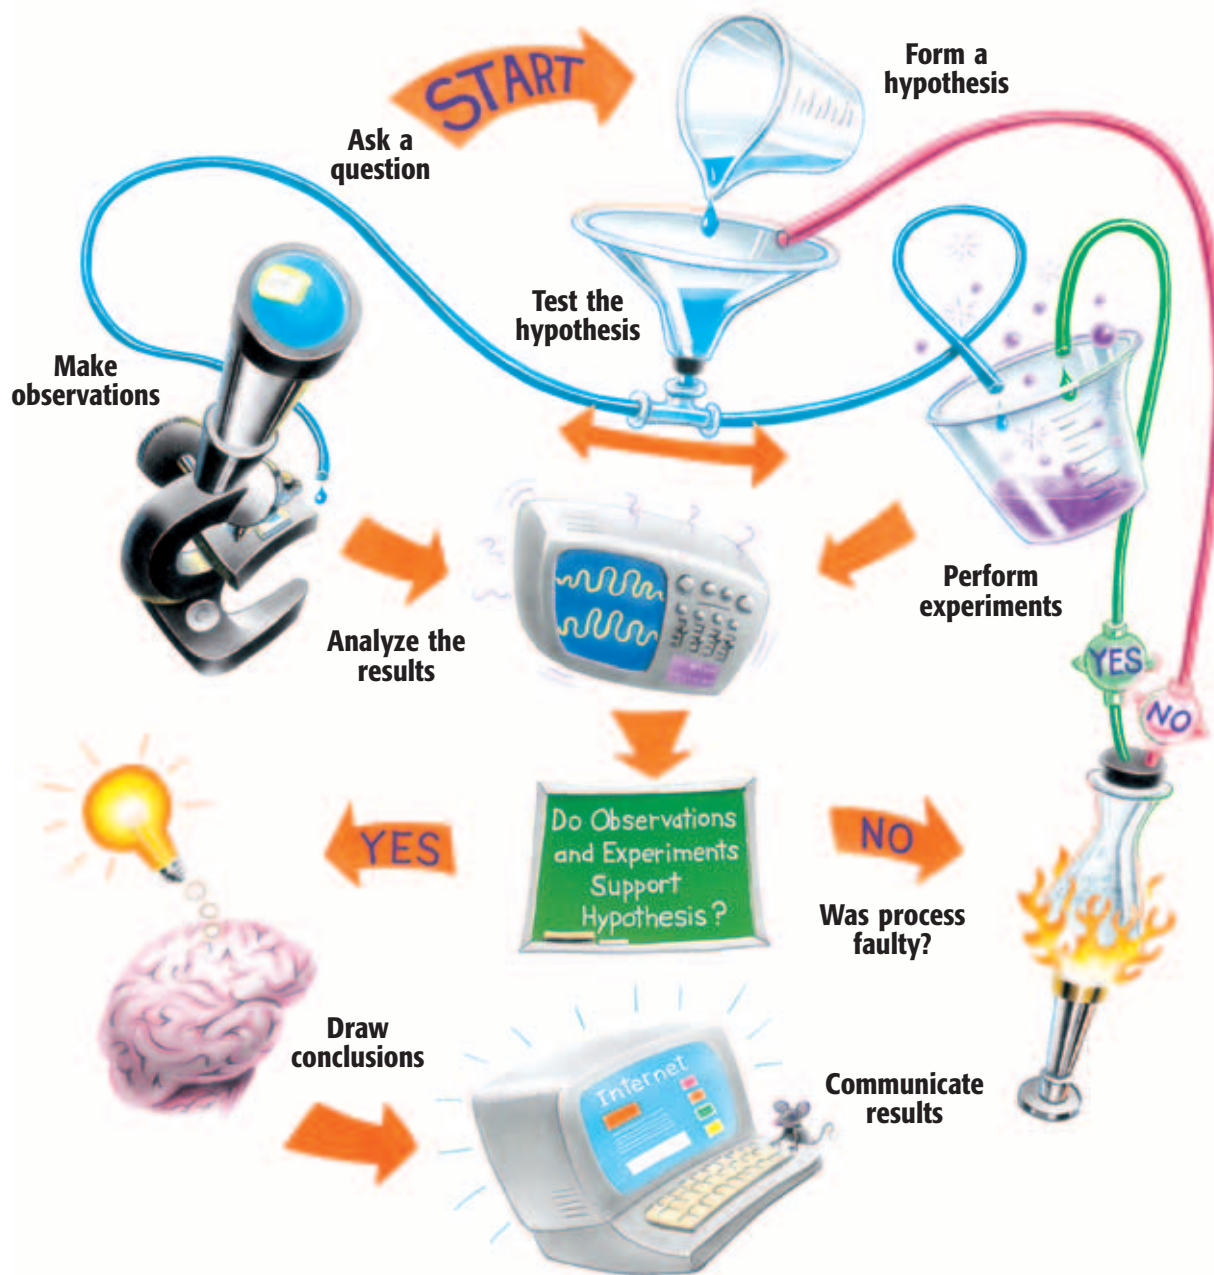 START
Form a
hypothesis
Ask a
question
Test the
hypothesis
Make
observations
Perform
experiments
Analyze the
results
YES
NO
Do Observations
and Experiments
Support
Hypothesis?
YES
NO
Was process
faulty?
Draw
conclusions
Internet
Communicate
results